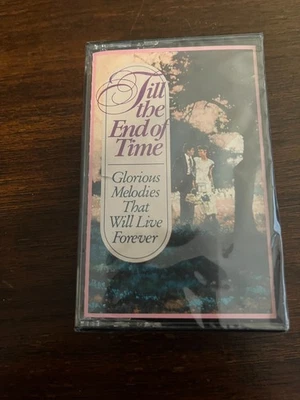 Till
the
End of
Time
Glorious
Melodies
That
Will Live
Forever